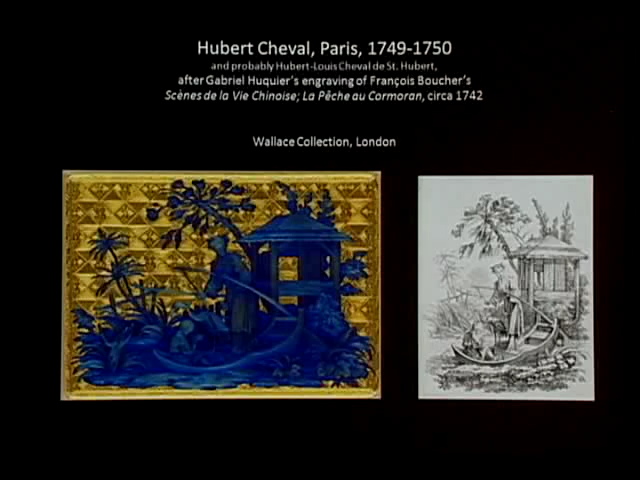 Hubert Cheval, Paris, 1749-1750
and probably Hubert-Louis Cheval de St. Hubert,
after Gabriel Huquier's engraving of François Boucher's
Scènes de la Vie Chinoise; La Pêche au Cormoran, circa 1742
Wallace Collection, London